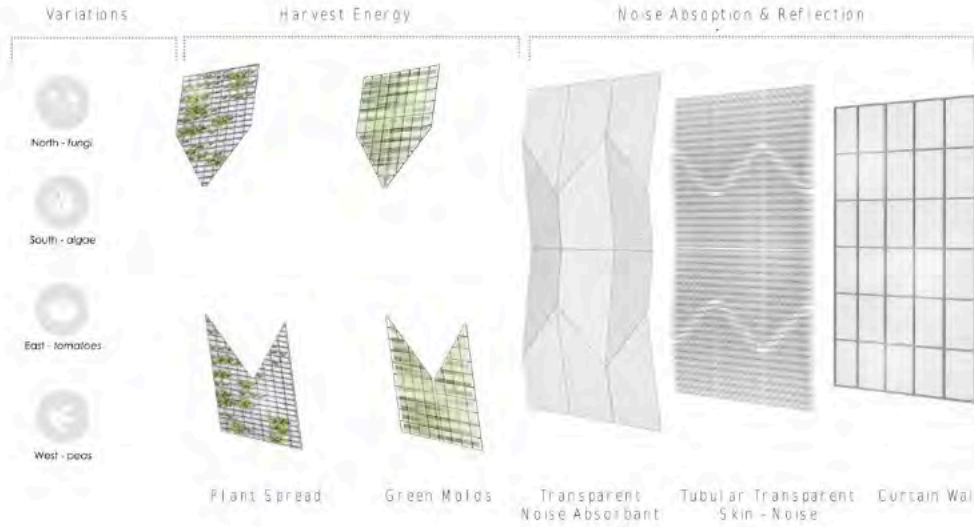 Variations
Harvest Energy
Noise Absoption & Reflection
North - fungi
South - algae
East - tomatoes
West - peas
Plant Spread
Green Molds
Transparent
Noise Absorbant
Tubular Transparent
Skin - Noise
Curtain Wal